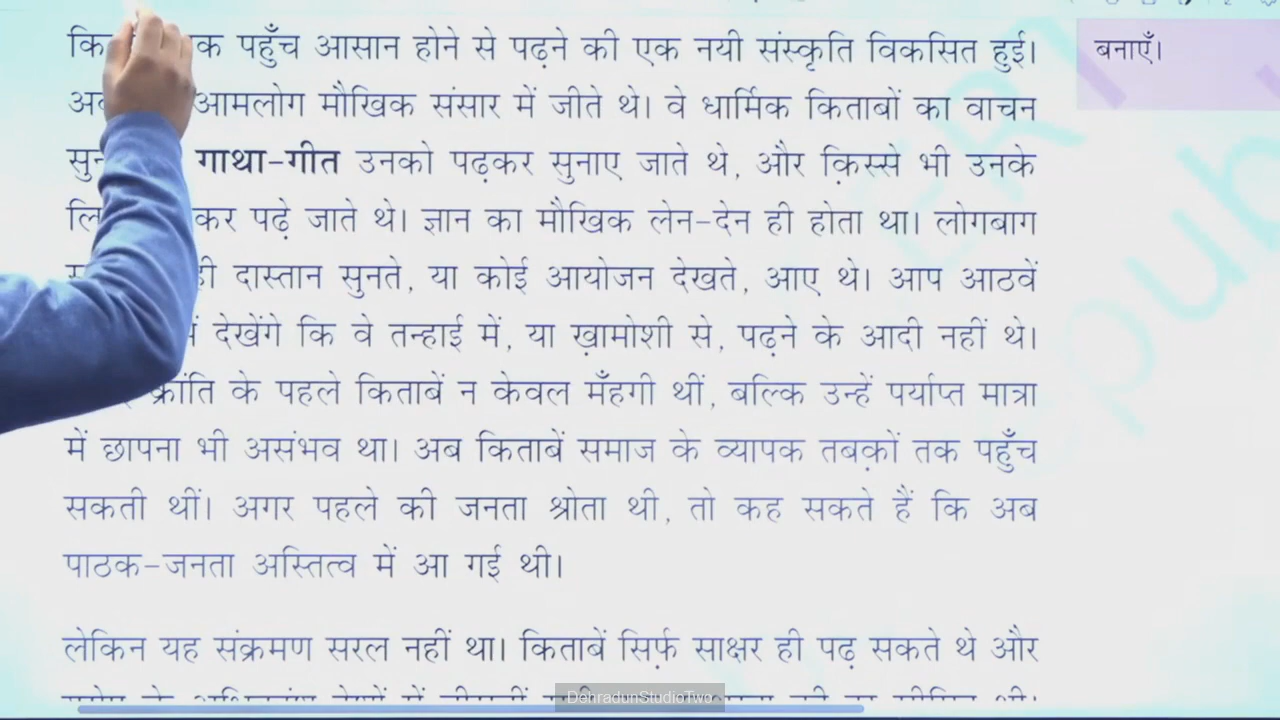 पहुँच आसान होने से पढ़ने की एक नयी संस्कृति विकसित हुई।
बनाएँ।
आमलोग मौखिक संसार में जीते थे। वे धार्मिक किताबों का वाचन
गाथा-गीत उनको पढ़कर सुनाए जाते थे, और क़िस्से भी उनके
पढ़े जाते थे। ज्ञान का मौखिक लेन-देन ही होता था। लोगबाग
दास्तान सुनते, या कोई आयोजन देखते, आए थे। आप आठवें
देखेंगे कि वे तन्हाई में, या ख़ामोशी से, पढ़ने के आदी नहीं थे।
क्रांति के पहले किताबें न केवल मँहगी थीं, बल्कि उन्हें पर्याप्त मात्रा
में छापना भी असंभव था। अब किताबें समाज के व्यापक तबक़ों तक पहुँच
सकती थीं। अगर पहले की जनता श्रोता थी, तो कह सकते हैं कि अब
पाठक-जनता अस्तित्व में आ गई थी।
लेकिन यह संक्रमण सरल नहीं था। किताबें सिर्फ़ साक्षर ही पढ़ सकते थे और
DehradunStudioTwo